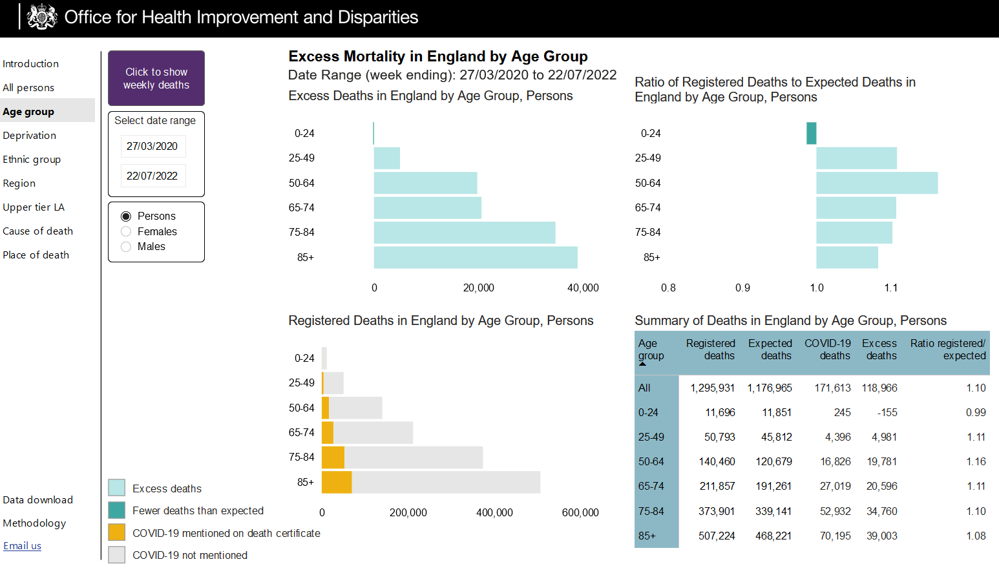 Office for Health Improvement and Disparities
Introduction
All persons
Age group
Deprivation
Ethnic group
Region
Upper tier LA
Cause of death
Place of death
Data download
Methodology
Email us
Click to show
weekly deaths
Select date range
27/03/2020
22/07/2022
Persons
Females
Males
Excess deaths
Fewer deaths than expected
COVID-19 mentioned on death certificate
COVID-19 not mentioned
Excess Mortality in England by Age Group
Date Range (week ending): 27/03/2020 to 22/07/2022
Excess Deaths in England by Age Group, Persons
0-24
25-49
50-64
65-74
75-84
85+
0 20,000 40,000
Ratio of Registered Deaths to Expected Deaths in
England by Age Group, Persons
0-24
25-49
50-64
65-74
75-84
85+
0.8 0.9 1.0 1.1
Registered Deaths in England by Age Group, Persons
0-24
25-49
50-64
65-74
75-84
85+
0 200,000 400,000 600,000
Summary of Deaths in England by Age Group, Persons
Age Registered Expected COVID-19 Excess Ratio registered/
group deaths deaths deaths deaths expected
All 1,295,931 1,176,965 171,613 118,966 1.10
0-24 11,696 11,851 245 -155 0.99
25-49 50,793 45,812 4,396 4,981 1.11
50-64 140,460 120,679 16,826 19,781 1.16
65-74 211,857 191,261 27,019 20,596 1.11
75-84 373,901 339,141 52,932 34,760 1.10
85+ 507,224 468,221 70,195 39,003 1.08